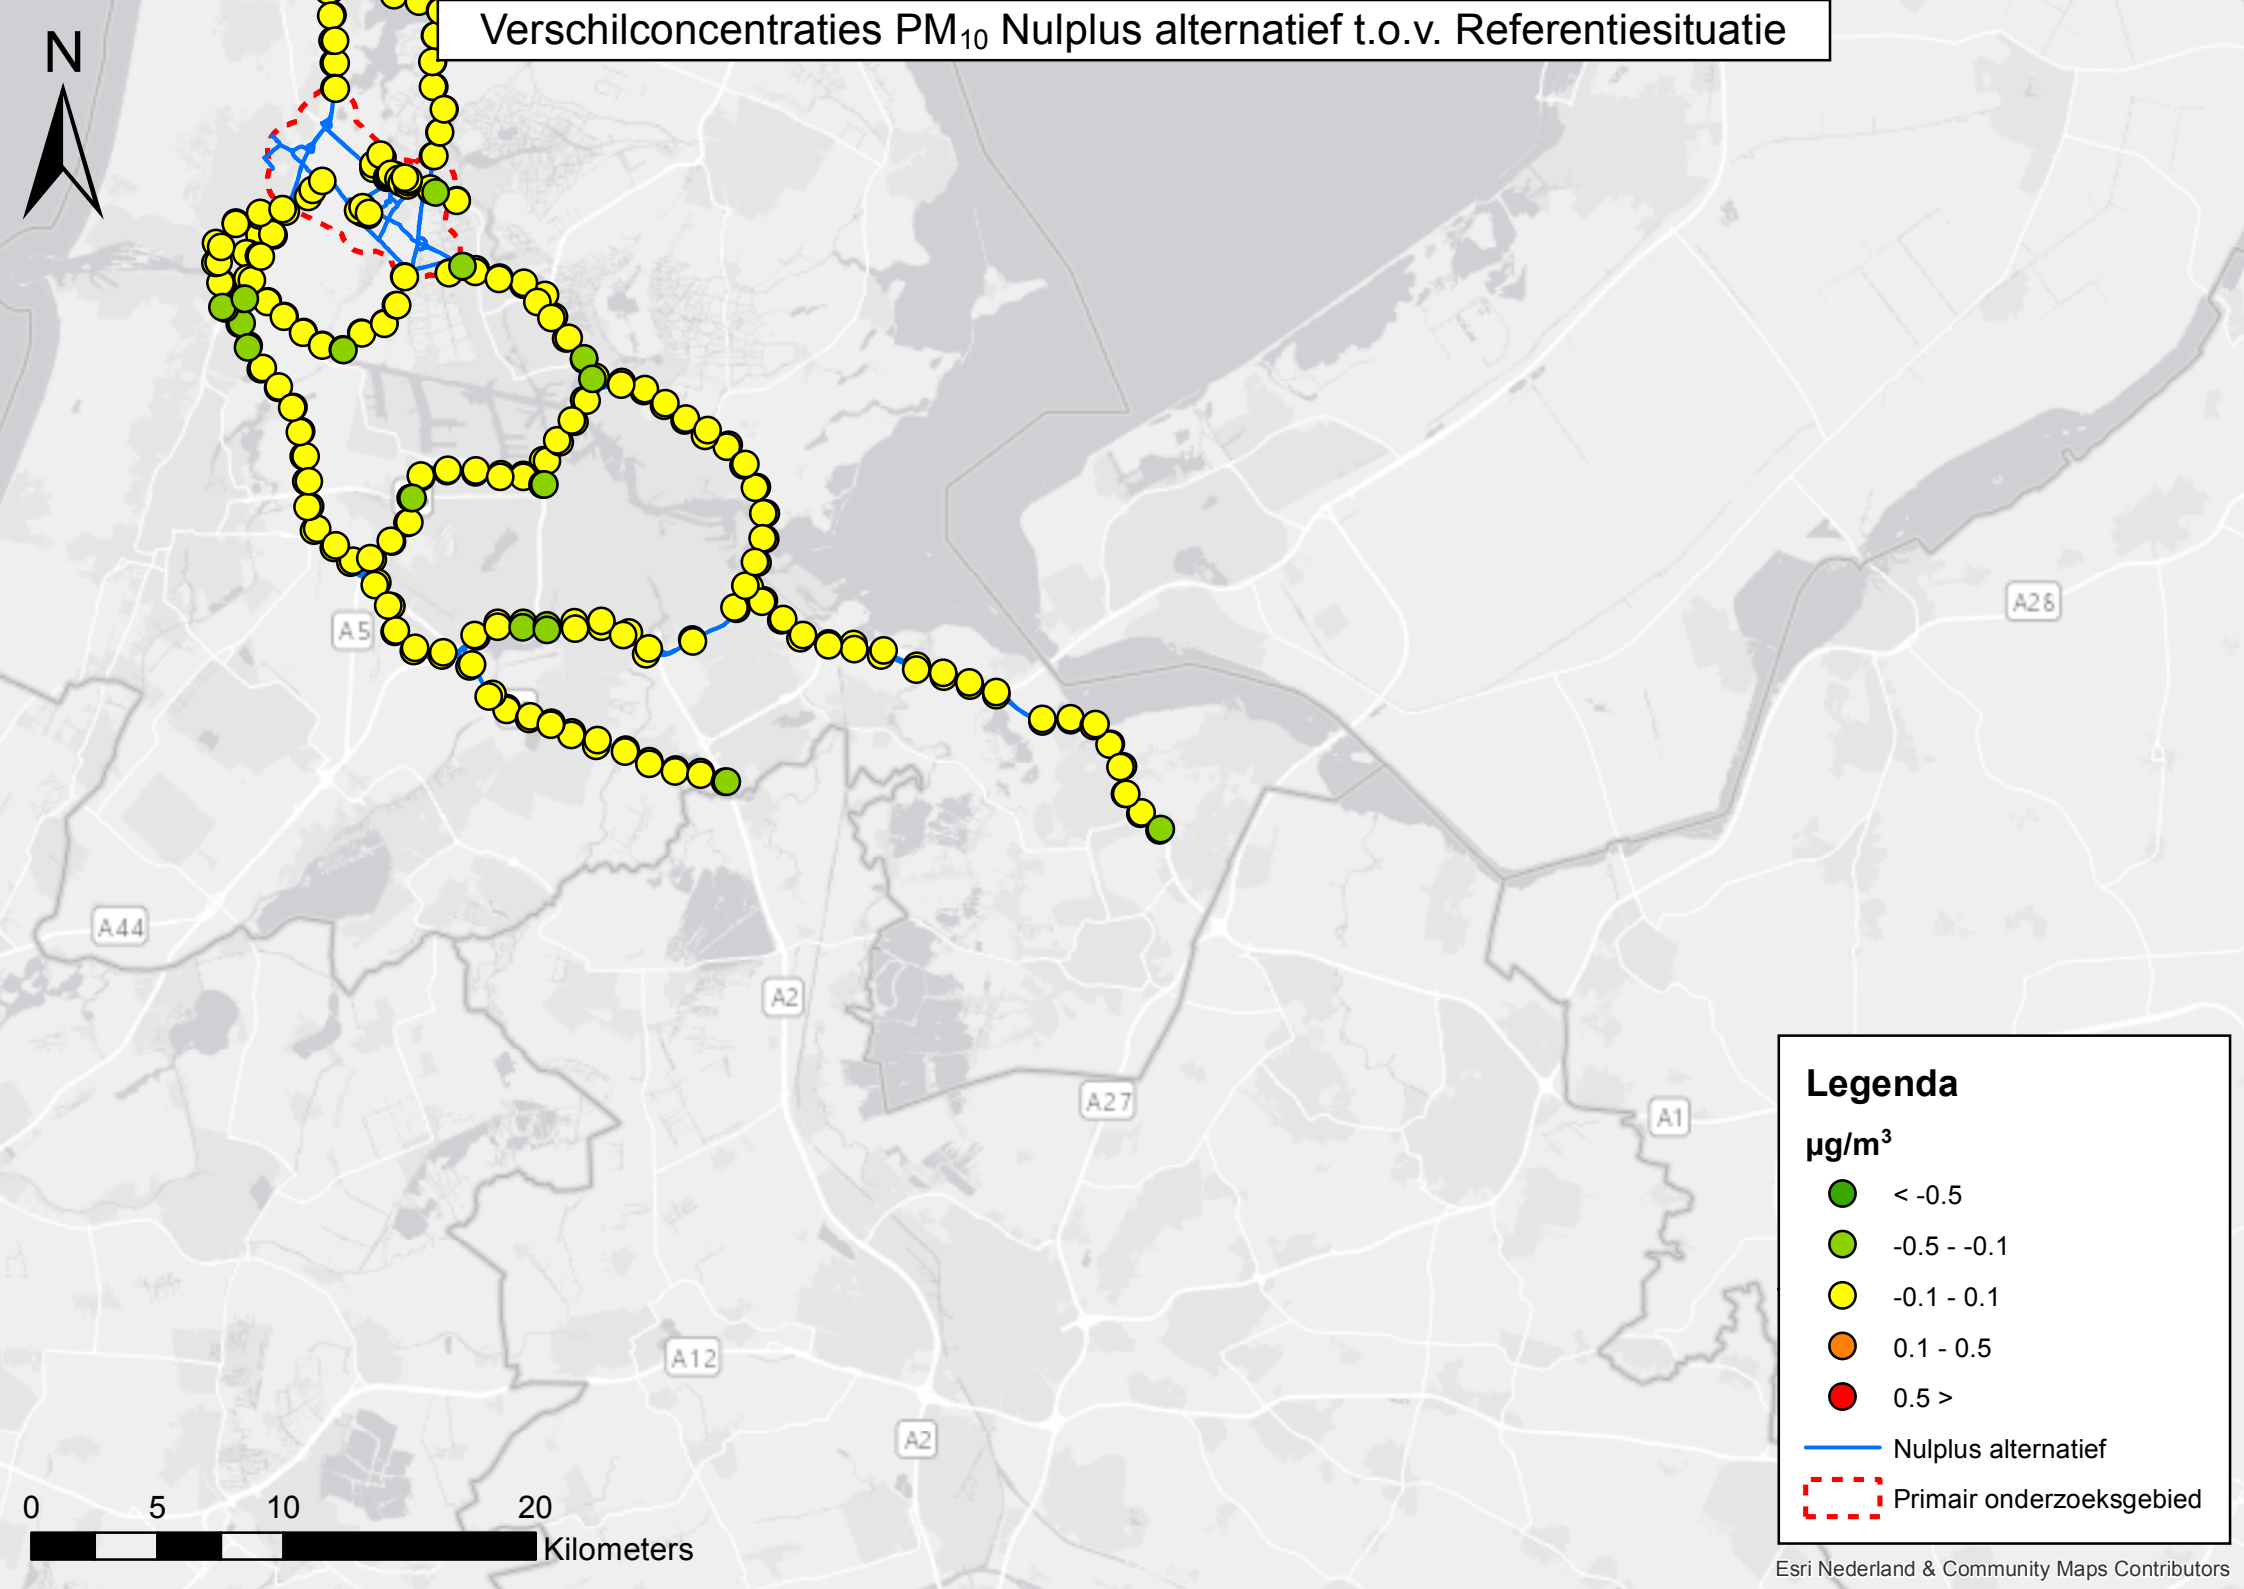 Verschilconcentraties PM₁₀ Nulplus alternatief t.o.v. Referentiesituatie
N
A5
A28
A44
A2
A27
A1
A12
A2
Legenda
µg/m³
< -0.5
-0.5 - -0.1
-0.1 - 0.1
0.1 - 0.5
0.5 >
Nulplus alternatief
Primair onderzoeksgebied
0 5 10 20
Kilometers
Esri Nederland & Community Maps Contributors